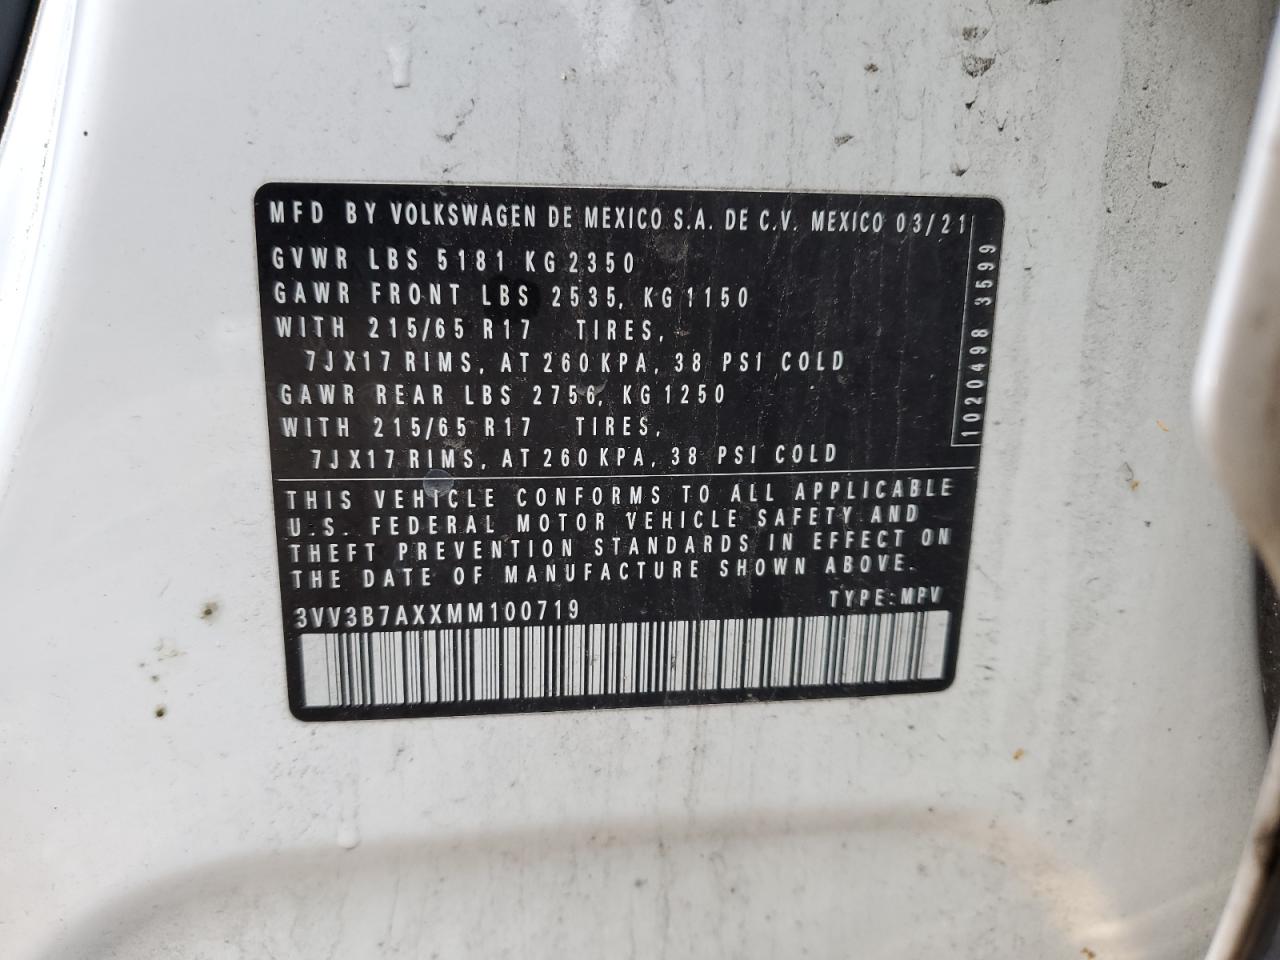 MFD BY VOLKSWAGEN DE MEXICO S.A. DE C.V. MEXICO 03/21
GVWR LBS 5181 KG 2350
GAWR FRONT LBS 2535, KG 1150
WITH 215/65 R17 TIRES,
7JX17 RIMS, AT 260 KPA, 38 PSI COLD
GAWR REAR LBS 2756, KG 1250
WITH 215/65 R17 TIRES,
7JX17 RIMS, AT 260 KPA, 38 PSI COLD
1020498 3599
THIS VEHICLE CONFORMS TO ALL APPLICABLE
U.S. FEDERAL MOTOR VEHICLE SAFETY AND
THEFT PREVENTION STANDARDS IN EFFECT ON
THE DATE OF MANUFACTURE SHOWN ABOVE.
3VV3B7AXXMM100719 TYPE: MPV